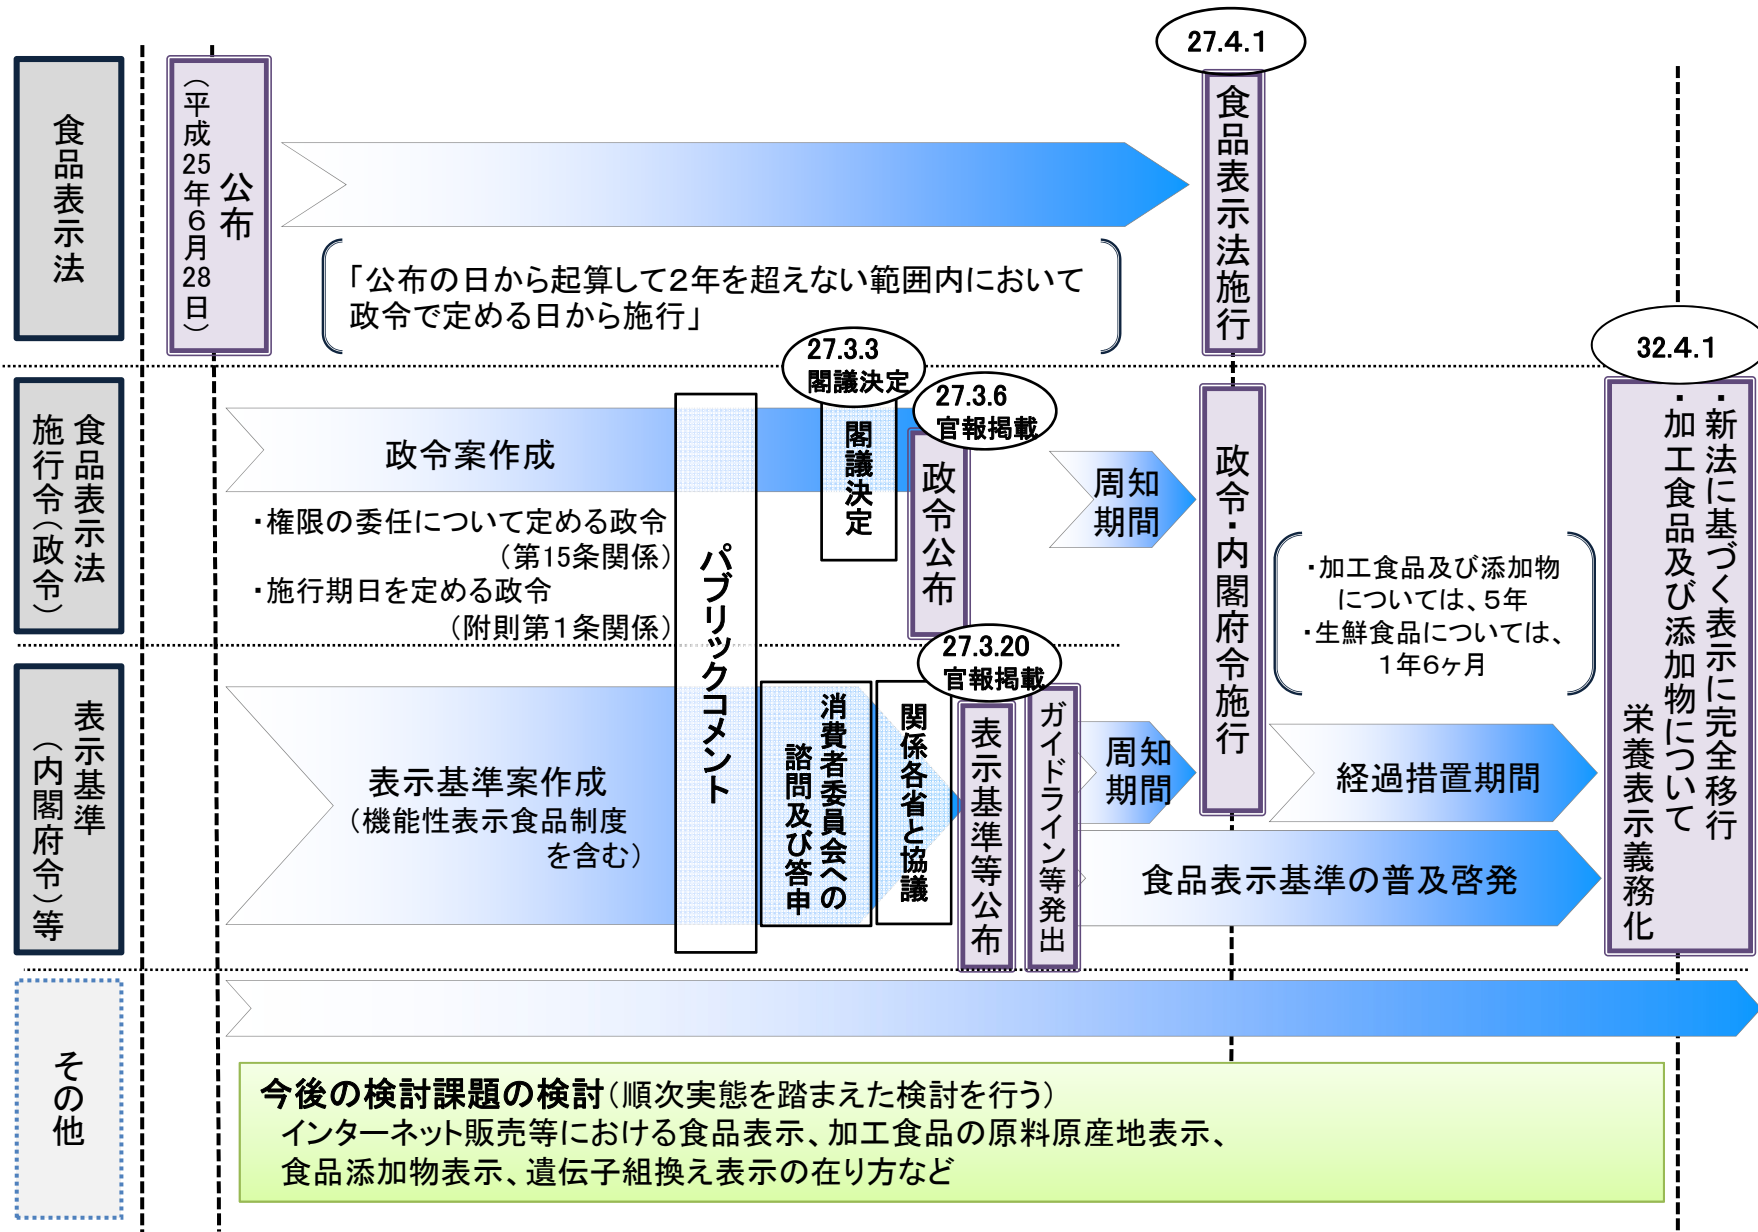 食品表示法
公布
（平成25年6月28日）
27.4.1
食品表示法施行
「公布の日から起算して2年を超えない範囲内において
政令で定める日から施行」
食品表示法
施行令（政令）
政令案作成
・権限の委任について定める政令
（第15条関係）
・施行期日を定める政令
（附則第1条関係）
パブリックコメント
27.3.3
閣議決定
閣議決定
27.3.6
官報掲載
政令公布
周知
期間
政令・内閣府令施行
・加工食品及び添加物
については、5年
・生鮮食品については、
1年6ヶ月
32.4.1
・新法に基づく表示に完全移行
・加工食品及び添加物について
栄養表示義務化
表示基準
（内閣府令）等
表示基準案作成
（機能性表示食品制度
を含む）
消費者委員会への
諮問及び答申
関係各省と協議
27.3.20
官報掲載
表示基準等公布
ガイドライン等発出
周知
期間
経過措置期間
食品表示基準の普及啓発
その他
今後の検討課題の検討（順次実態を踏まえた検討を行う）
インターネット販売等における食品表示、加工食品の原料原産地表示、
食品添加物表示、遺伝子組換え表示の在り方など